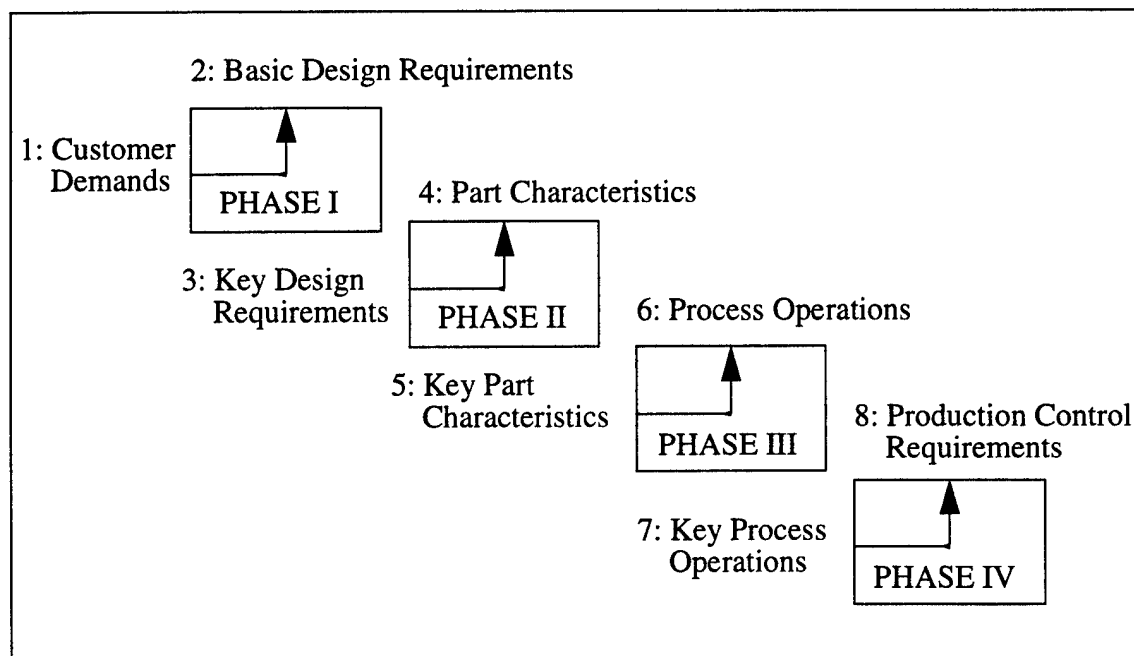 2: Basic Design Requirements
1: Customer
Demands
PHASE I
4: Part Characteristics
3: Key Design
Requirements
PHASE II
6: Process Operations
5: Key Part
Characteristics
PHASE III
8: Production Control
Requirements
7: Key Process
Operations
PHASE IV